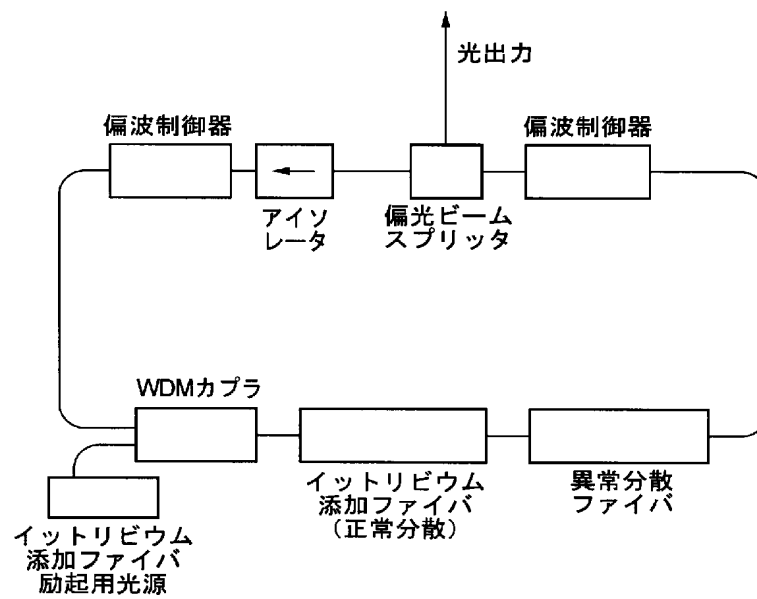 光出力
偏波制御器
偏波制御器
アイソ
レータ
偏光ビーム
スプリッタ
WDMカプラ
イットリビウム
添加ファイバ
(正常分散)
異常分散
ファイバ
イットリビウム
添加ファイバ
励起用光源